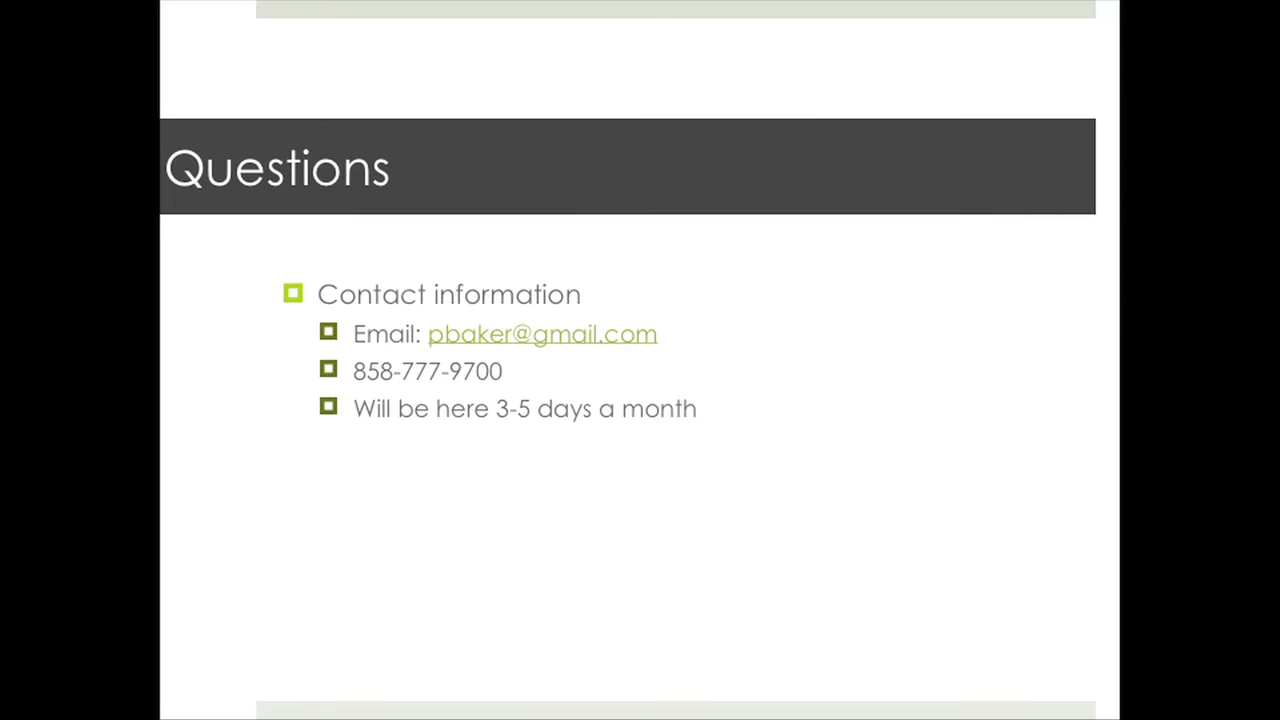 Questions
Contact information
Email: pbaker@gmail.com
858-777-9700
Will be here 3-5 days a month